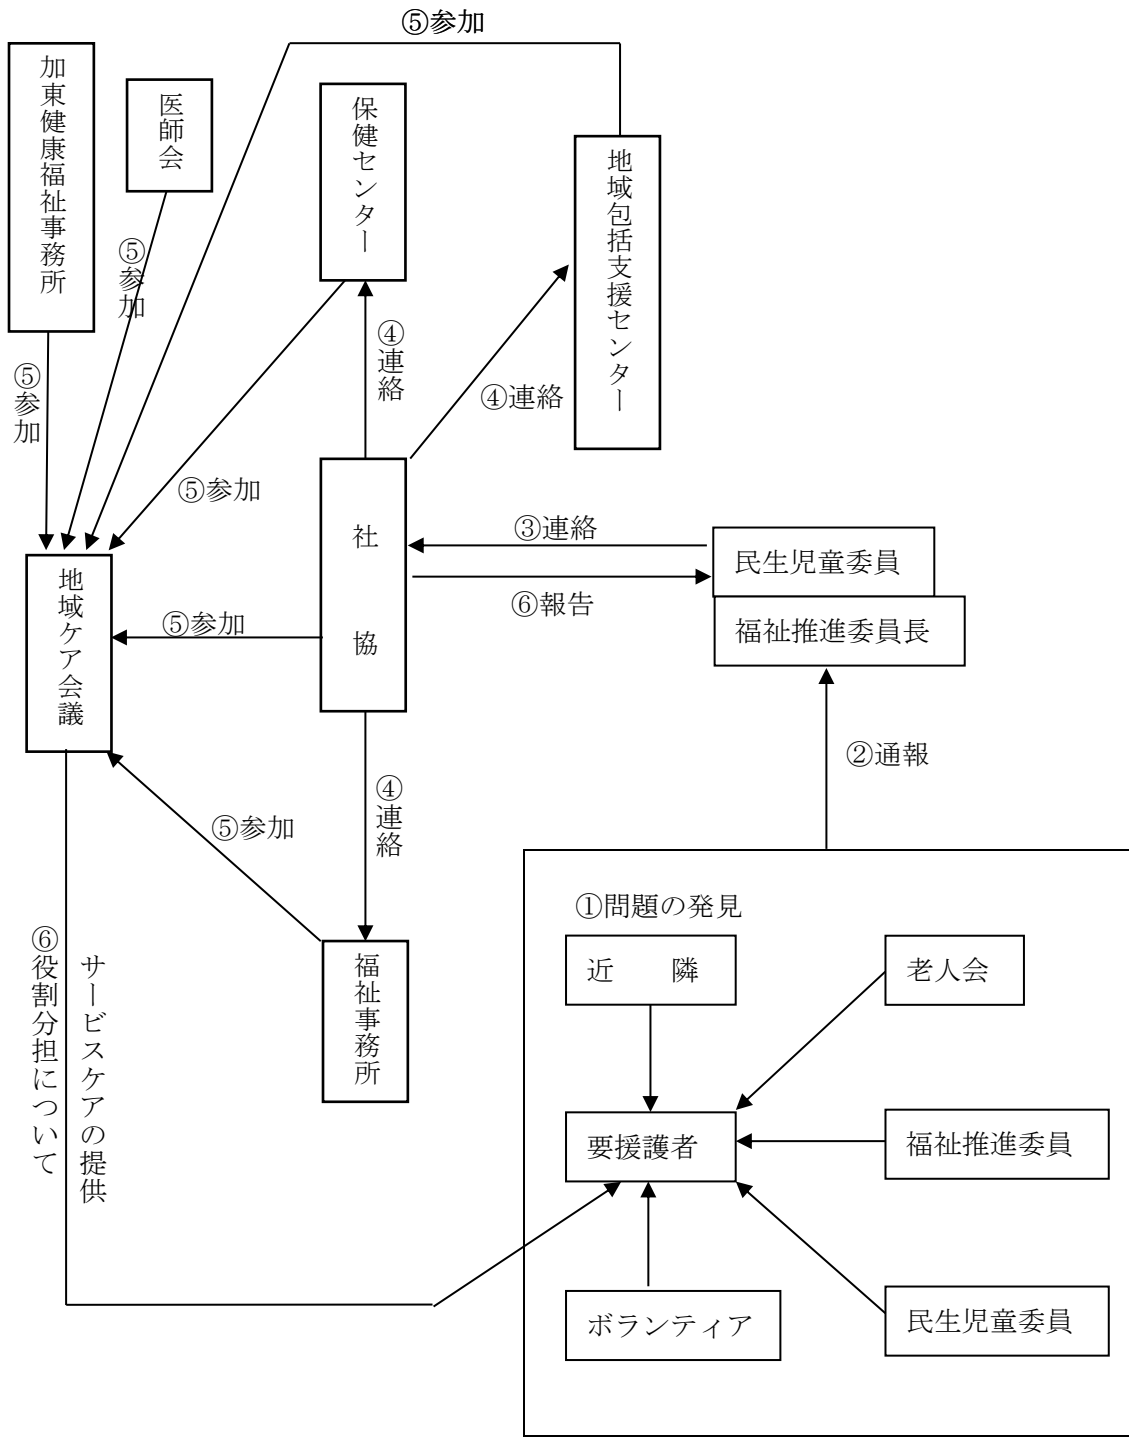 ⑤参加
加東健康福祉事務所
医師会
保健センター
地域包括支援センター
⑤参加
⑤参加
④連絡
④連絡
⑤参加
社協
③連絡
民生児童委員
⑥報告
福祉推進委員長
地域ケア会議
⑤参加
②通報
④連絡
⑤参加
福祉事務所
サービスケアの提供
⑥役割分担について
①問題の発見
近　隣
老人会
要援護者
福祉推進委員
ボランティア
民生児童委員